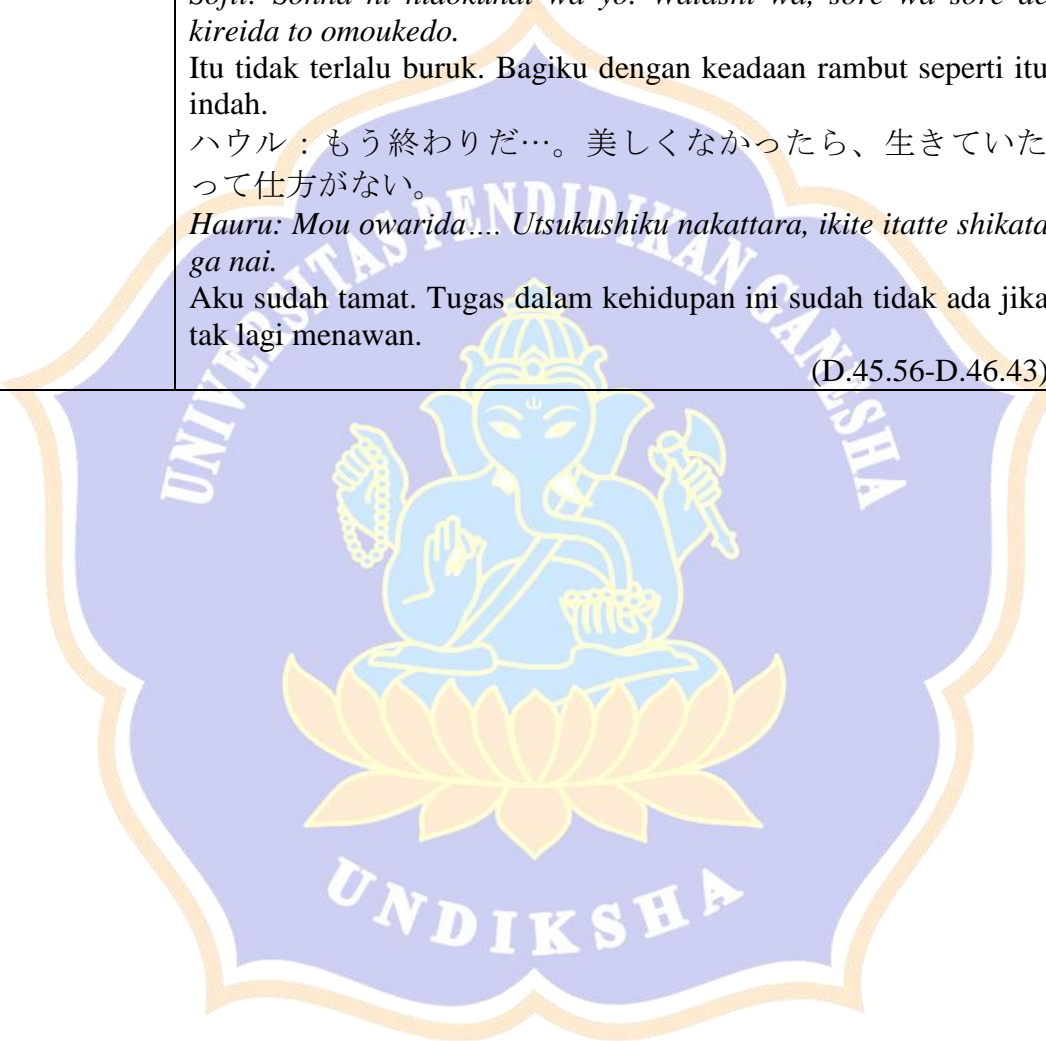 kireida to omoukedo.
Itu tidak terlalu buruk. Bagiku dengan keadaan rambut seperti itu
indah.
ハウル：もう終わりだ…。美しくなかったら、生きていた
って仕方がない。
Hauru: Mou owarida…. Utsukushiku nakattara, ikite itatte shikata
ga nai.
Aku sudah tamat. Tugas dalam kehidupan ini sudah tidak ada jika
tak lagi menawan.
(D.45.56-D.46.43)
UNIVERSITAS PENDIDIKAN GANESHA
UNDIKSHA